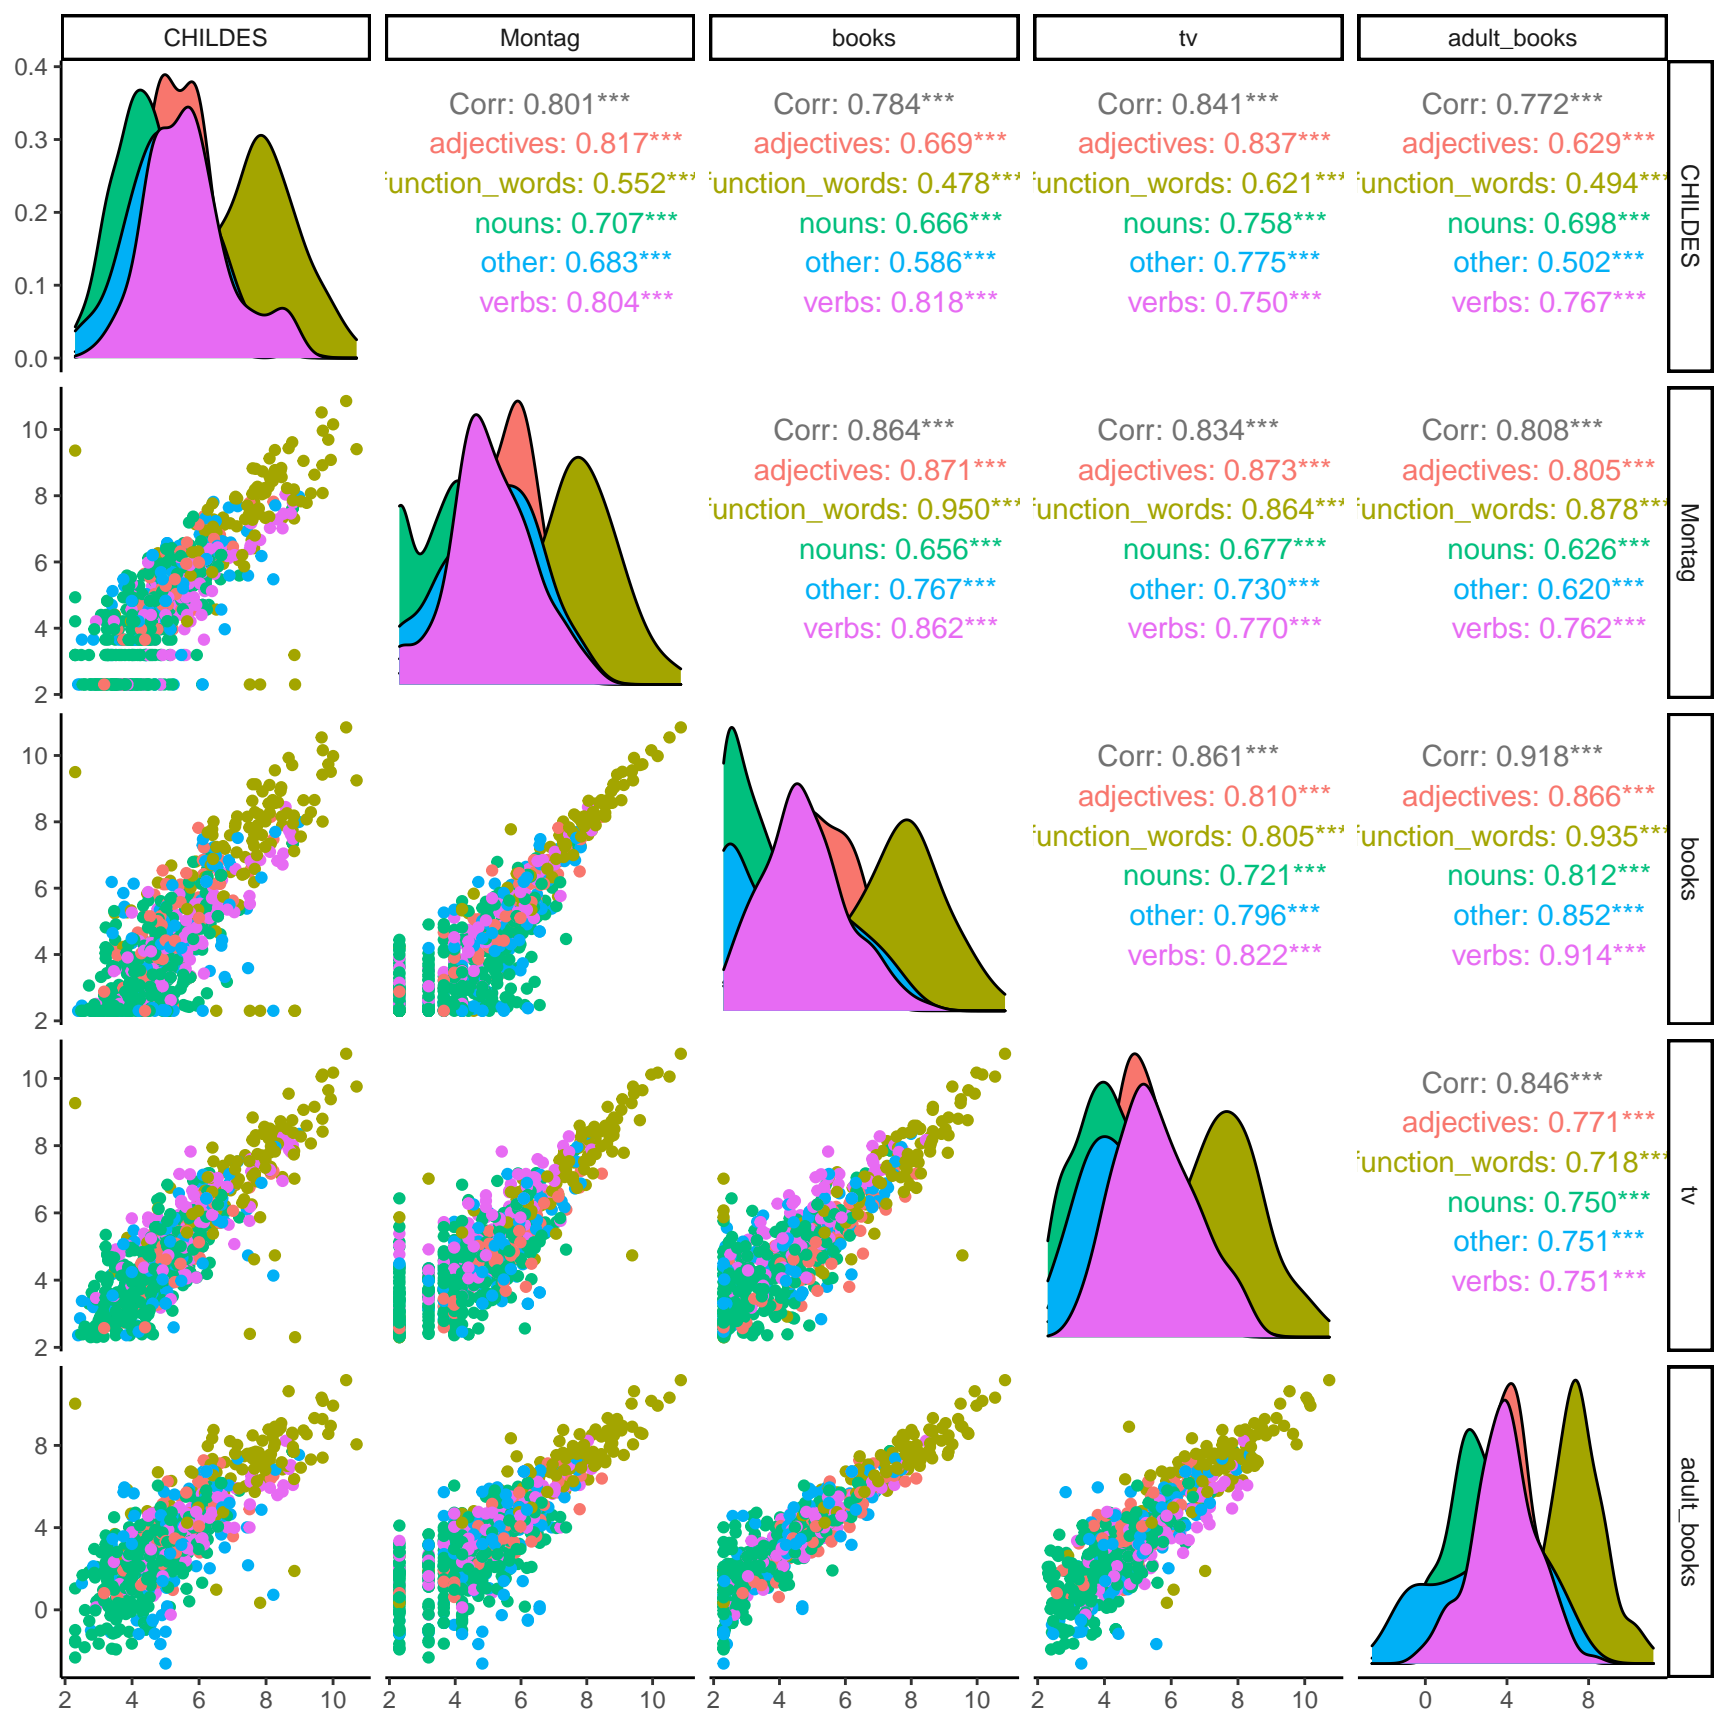 CHILDES Montag books tv adult_books
0.4
0.3
0.2
0.1
0.0
Corr: 0.801***
adjectives: 0.817***
unction_words: 0.552***
nouns: 0.707***
other: 0.683***
verbs: 0.804***
Corr: 0.784***
adjectives: 0.669***
unction_words: 0.478***
nouns: 0.666***
other: 0.586***
verbs: 0.818***
Corr: 0.841***
adjectives: 0.837***
unction_words: 0.621***
nouns: 0.758***
other: 0.775***
verbs: 0.750***
Corr: 0.772***
adjectives: 0.629***
unction_words: 0.494***
nouns: 0.698***
other: 0.502***
verbs: 0.767***
CHILDES
10
8
6
4
2
Corr: 0.864***
adjectives: 0.871***
unction_words: 0.950***
nouns: 0.656***
other: 0.767***
verbs: 0.862***
Corr: 0.834***
adjectives: 0.873***
unction_words: 0.864***
nouns: 0.677***
other: 0.730***
verbs: 0.770***
Corr: 0.808***
adjectives: 0.805***
unction_words: 0.878***
nouns: 0.626***
other: 0.620***
verbs: 0.762***
Montag
10
8
6
4
2
Corr: 0.861***
adjectives: 0.810***
unction_words: 0.805***
nouns: 0.721***
other: 0.796***
verbs: 0.822***
Corr: 0.918***
adjectives: 0.866***
unction_words: 0.935***
nouns: 0.812***
other: 0.852***
verbs: 0.914***
books
10
8
6
4
2
Corr: 0.846***
adjectives: 0.771***
unction_words: 0.718***
nouns: 0.750***
other: 0.751***
verbs: 0.751***
tv
8
4
0
adult_books
2 4 6 8 10
2 4 6 8 10
2 4 6 8 10
2 4 6 8 10
0 4 8